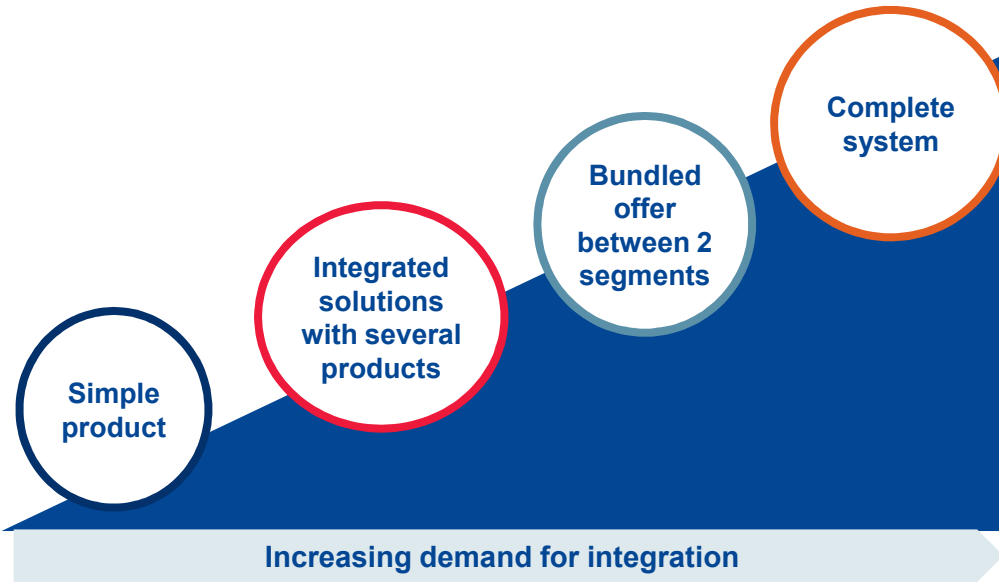 Complete
system
Bundled
offer
between 2
segments
Integrated
solutions
with several
products
Simple
product
Increasing demand for integration